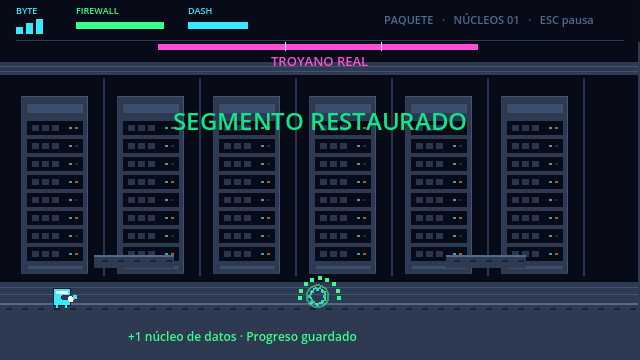 BYTE FIREWALL DASH
PAQUETE · NÚCLEOS 01 · ESC pausa
TROYANO REAL
SEGMENTO RESTAURADO
+1 núcleo de datos · Progreso guardado